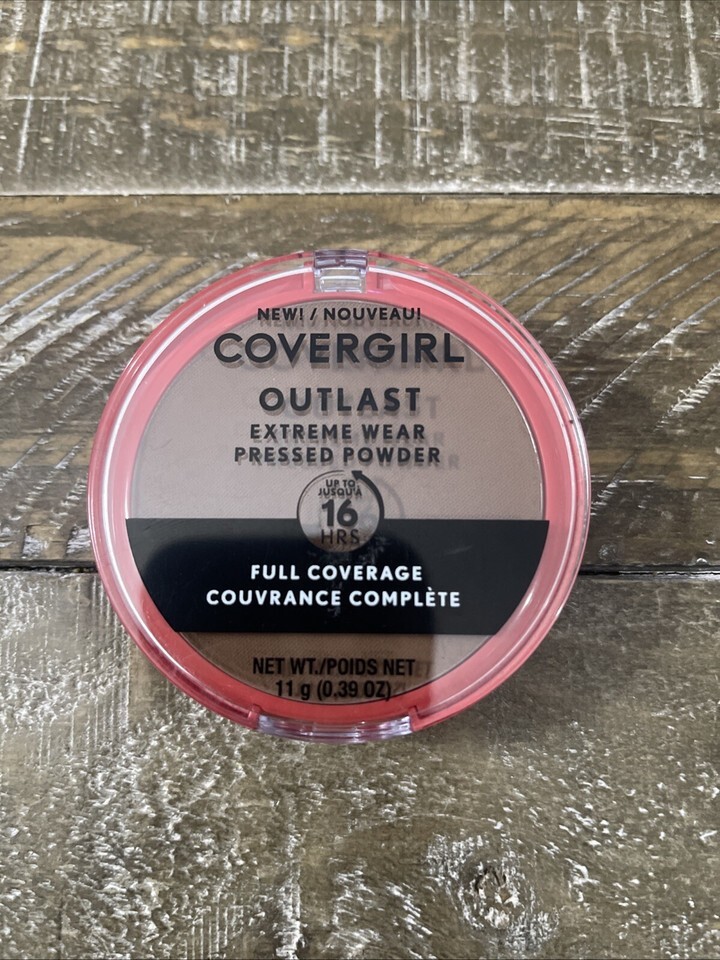 NEW! / NOUVEAU!
COVERGIRL
OUTLAST
EXTREME WEAR
PRESSED POWDER
UP TO
JUSQU'À
16
HRS
FULL COVERAGE
COUVRANCE COMPLÈTE
NET WT./POIDS NET
11 g (0.39 OZ)